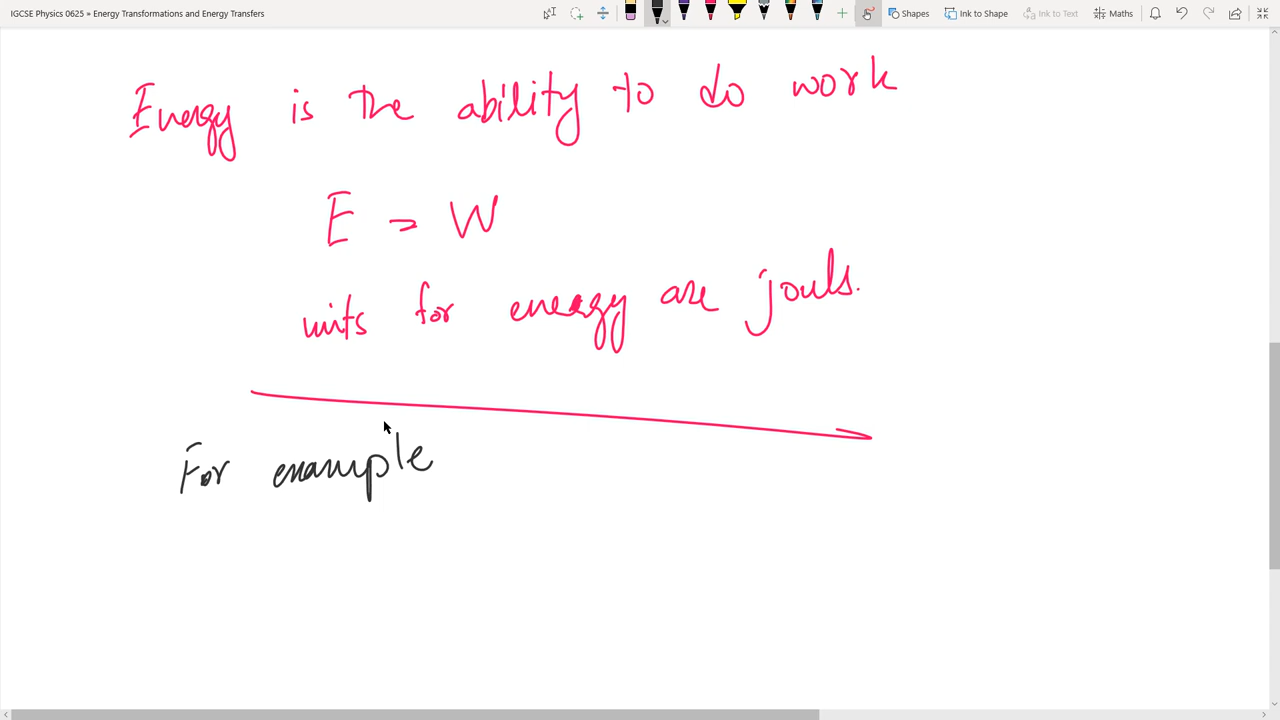 IGCSE Physics 0625 » Energy Transformations and Energy Transfers
Shapes Ink to Shape Ink to Text Maths
Energy is the ability to do work
E = W
units for energy are jouls.
For example